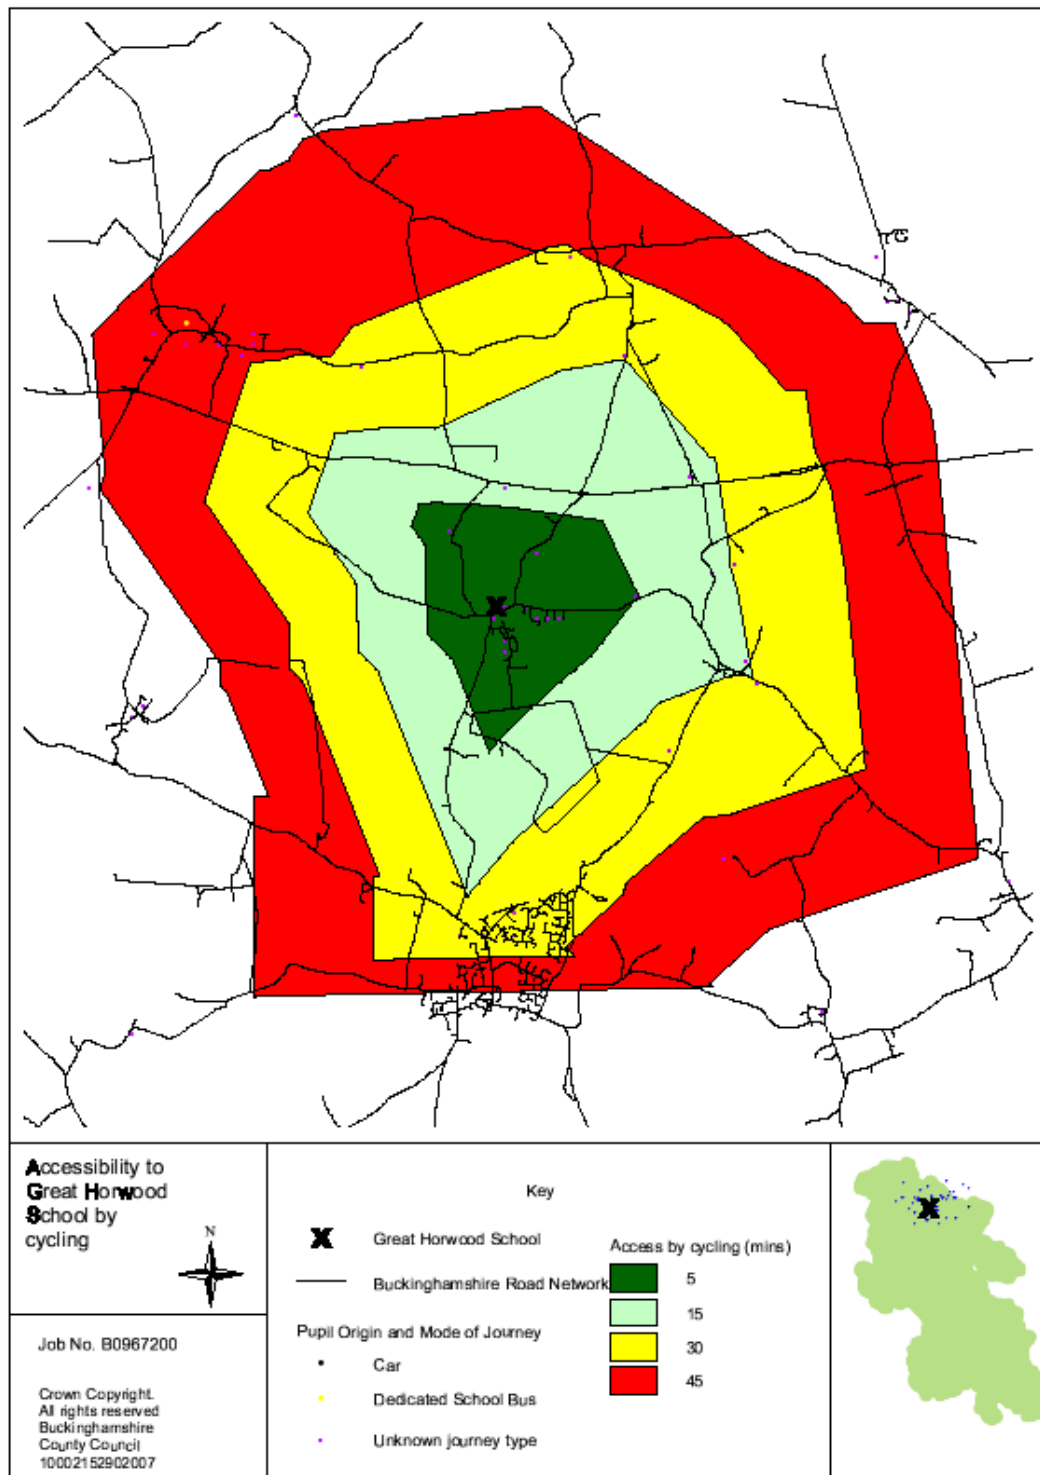 Accessibility to
Great Horwood
School by
cycling
N
Job No. B0967200
Crown Copyright.
All rights reserved
Buckinghamshire
County Council
10002152902007
Key
X Great Horwood School
Buckinghamshire Road Network
Pupil Origin and Mode of Journey
Car
Dedicated School Bus
Unknown journey type
Access by cycling (mins)
5
15
30
45